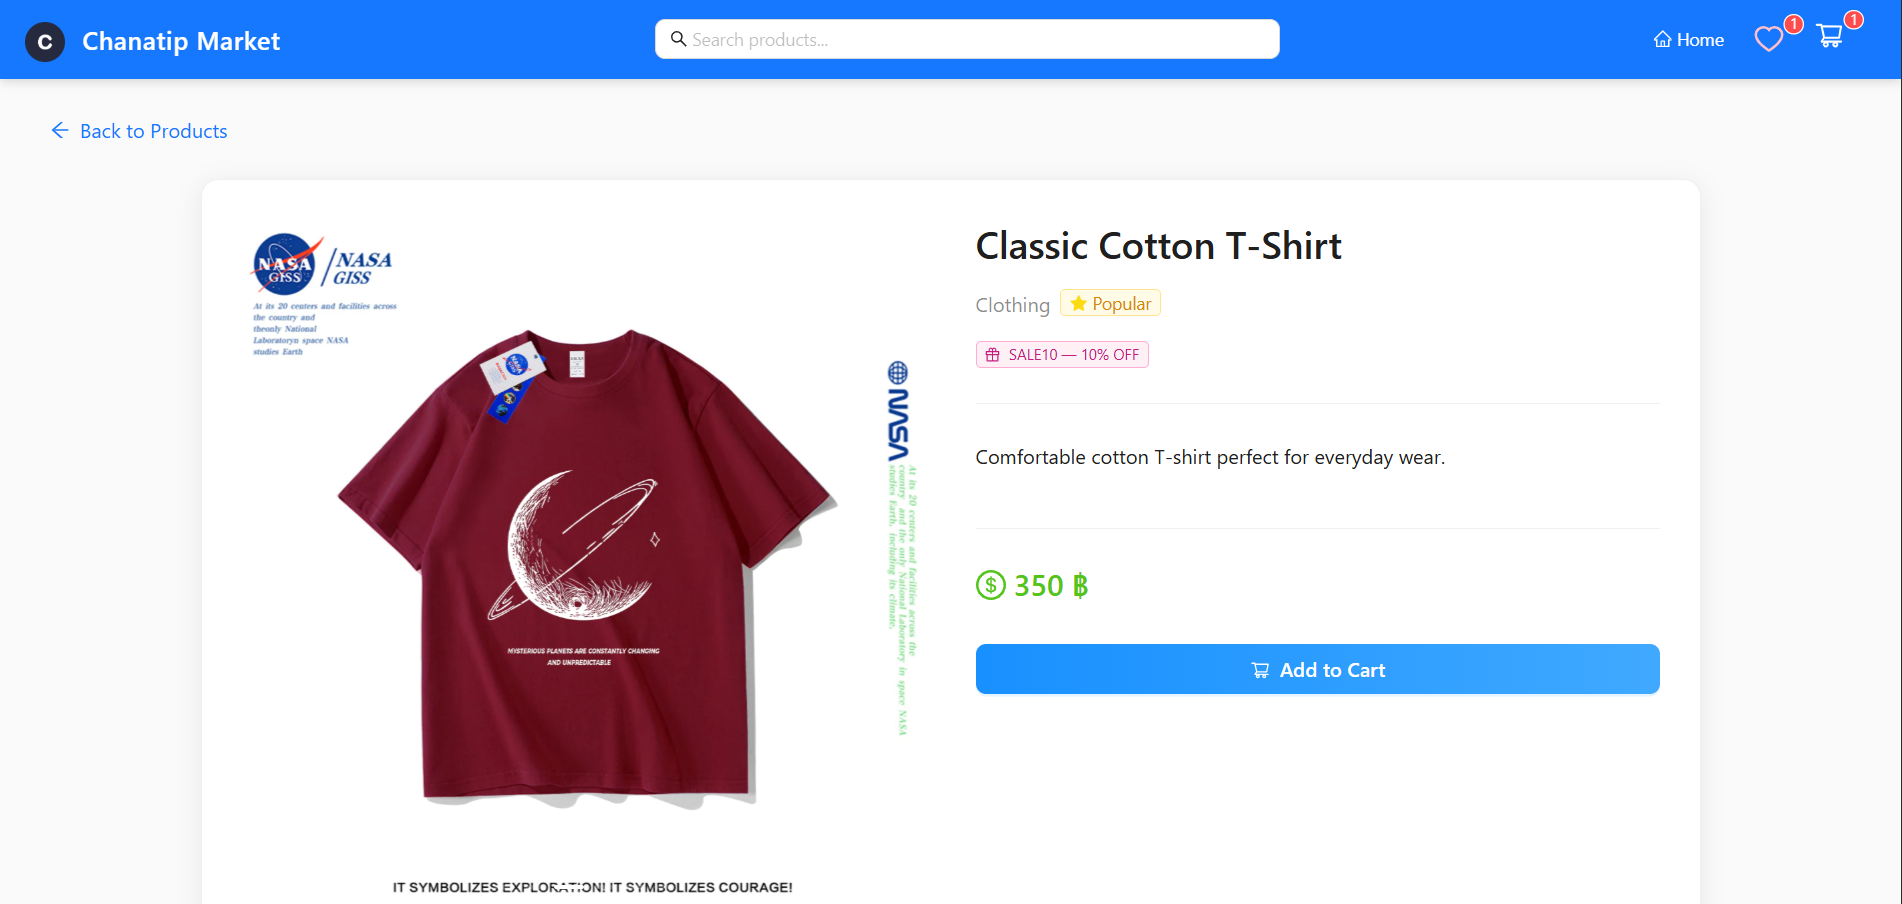 C
Chanatip Market
Search products...
Home
1
1
Back to Products
NASA
GISS
/NASA
GISS
At its 20 centers and facilities across
the country and
theonly National
Laboratoryn space NASA
studies Earth
NASA
NASA
At its 20 centers and facilities across the
country and the only National Laboratory in space NASA
studies Earth, including its climate,
MYSTERIOUS PLANETS ARE CONSTANTLY CHANGING
AND UNPREDICTABLE
IT SYMBOLIZES EXPLORATION! IT SYMBOLIZES COURAGE!
Classic Cotton T-Shirt
Clothing
Popular
SALE10 — 10% OFF
Comfortable cotton T-shirt perfect for everyday wear.
350 ฿
Add to Cart